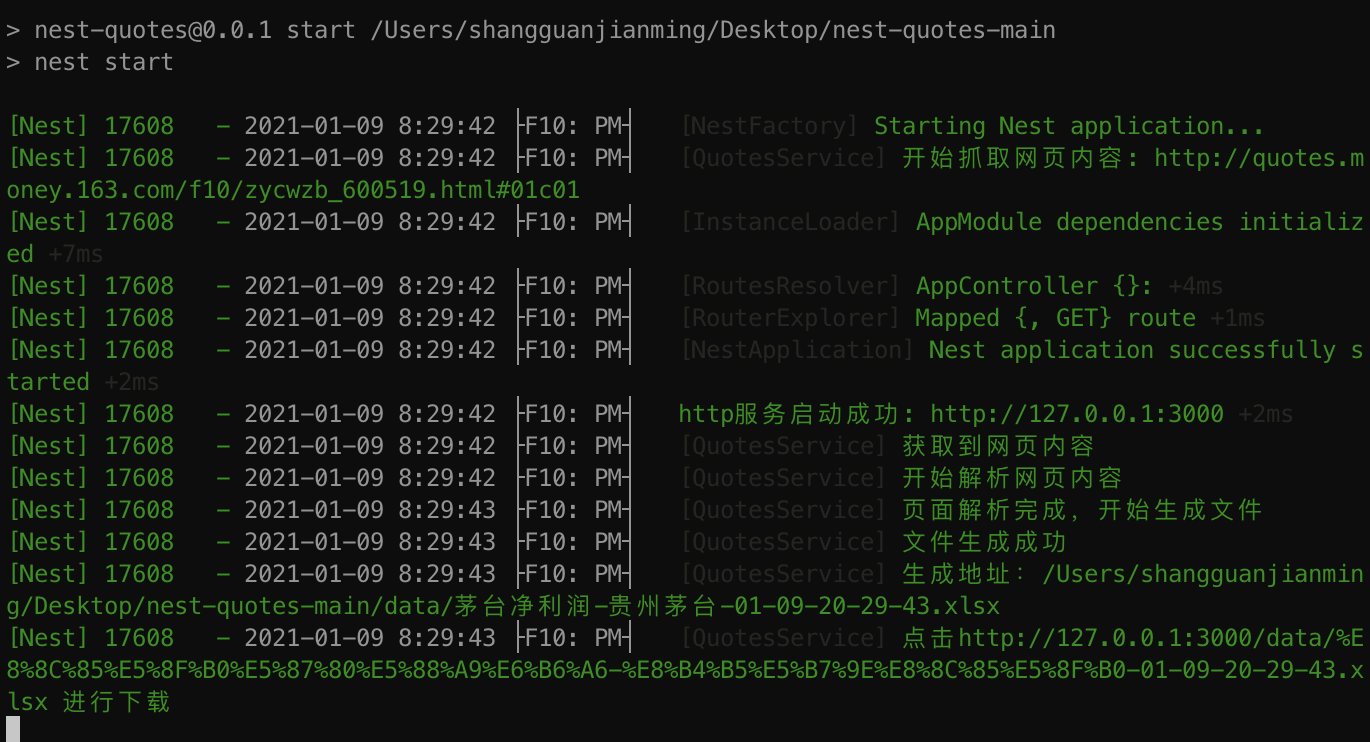 > nest-quotes@0.0.1 start /Users/shangguanjianming/Desktop/nest-quotes-main
> nest start
[Nest] 17608   - 2021-01-09 8:29:42 ├F10: PM┤   [NestFactory] Starting Nest application...
[Nest] 17608   - 2021-01-09 8:29:42 ├F10: PM┤   [QuotesService] 开始抓取网页内容: http://quotes.m
oney.163.com/f10/zycwzb_600519.html#01c01
[Nest] 17608   - 2021-01-09 8:29:42 ├F10: PM┤   [InstanceLoader] AppModule dependencies initializ
ed +7ms
[Nest] 17608   - 2021-01-09 8:29:42 ├F10: PM┤   [RoutesResolver] AppController {}: +4ms
[Nest] 17608   - 2021-01-09 8:29:42 ├F10: PM┤   [RouterExplorer] Mapped {, GET} route +1ms
[Nest] 17608   - 2021-01-09 8:29:42 ├F10: PM┤   [NestApplication] Nest application successfully s
tarted +2ms
[Nest] 17608   - 2021-01-09 8:29:42 ├F10: PM┤   http服务启动成功: http://127.0.0.1:3000 +2ms
[Nest] 17608   - 2021-01-09 8:29:42 ├F10: PM┤   [QuotesService] 获取到网页内容
[Nest] 17608   - 2021-01-09 8:29:42 ├F10: PM┤   [QuotesService] 开始解析网页内容
[Nest] 17608   - 2021-01-09 8:29:43 ├F10: PM┤   [QuotesService] 页面解析完成, 开始生成文件
[Nest] 17608   - 2021-01-09 8:29:43 ├F10: PM┤   [QuotesService] 文件生成成功
[Nest] 17608   - 2021-01-09 8:29:43 ├F10: PM┤   [QuotesService] 生成地址: /Users/shangguanjianmin
g/Desktop/nest-quotes-main/data/茅台净利润-贵州茅台-01-09-20-29-43.xlsx
[Nest] 17608   - 2021-01-09 8:29:43 ├F10: PM┤   [QuotesService] 点击http://127.0.0.1:3000/data/%E
8%8C%85%E5%8F%B0%E5%87%80%E5%88%A9%E6%B6%A6-%E8%B4%B5%E5%B7%9E%E8%8C%85%E5%8F%B0-01-09-20-29-43.x
lsx 进行下载